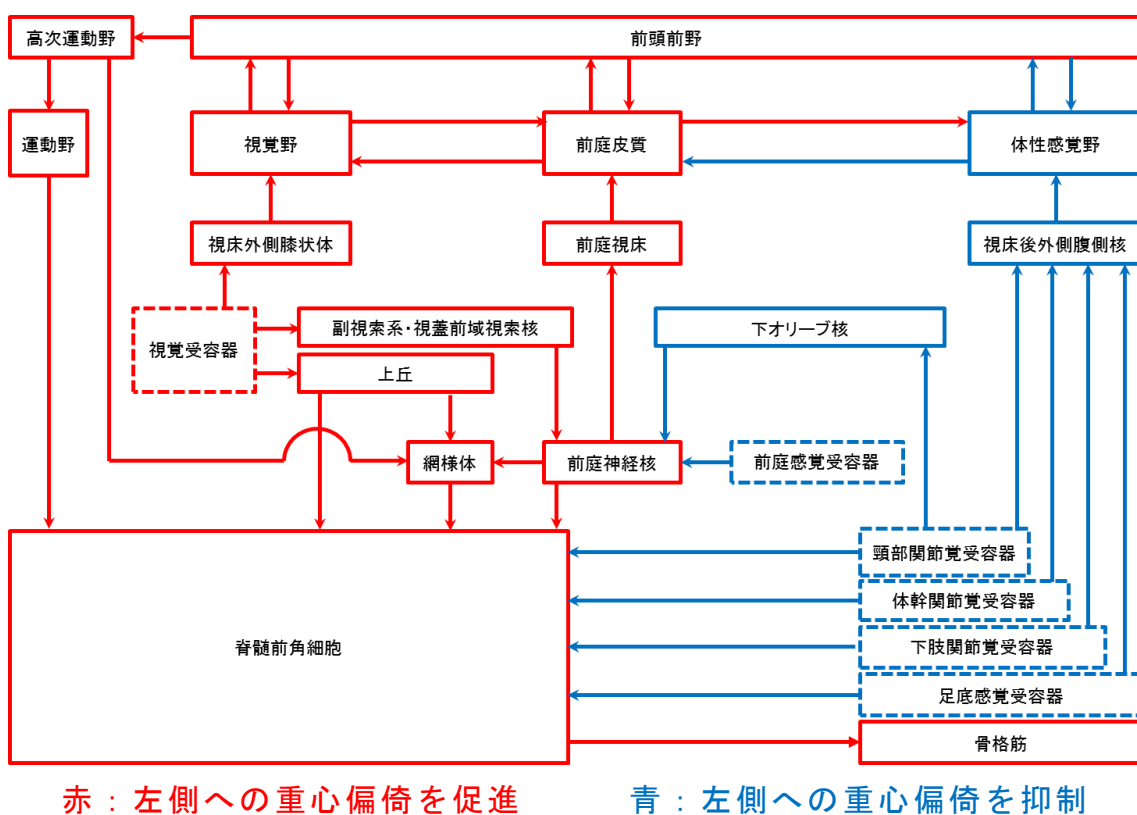 高次運動野
前頭前野
運動野
視覚野
前庭皮質
体性感覚野
視床外側膝状体
前庭視床
視床後外側腹側核
視覚受容器
副視索系・視蓋前域視索核
下オリーブ核
上丘
網様体
前庭神経核
前庭感覚受容器
頸部関節覚受容器
体幹関節覚受容器
脊髄前角細胞
下肢関節覚受容器
足底感覚受容器
骨格筋
赤：左側への重心偏倚を促進
青：左側への重心偏倚を抑制